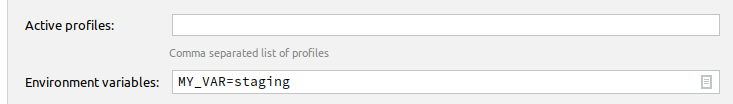 Active profiles:
Comma separated list of profiles
Environment variables: MY_VAR=staging